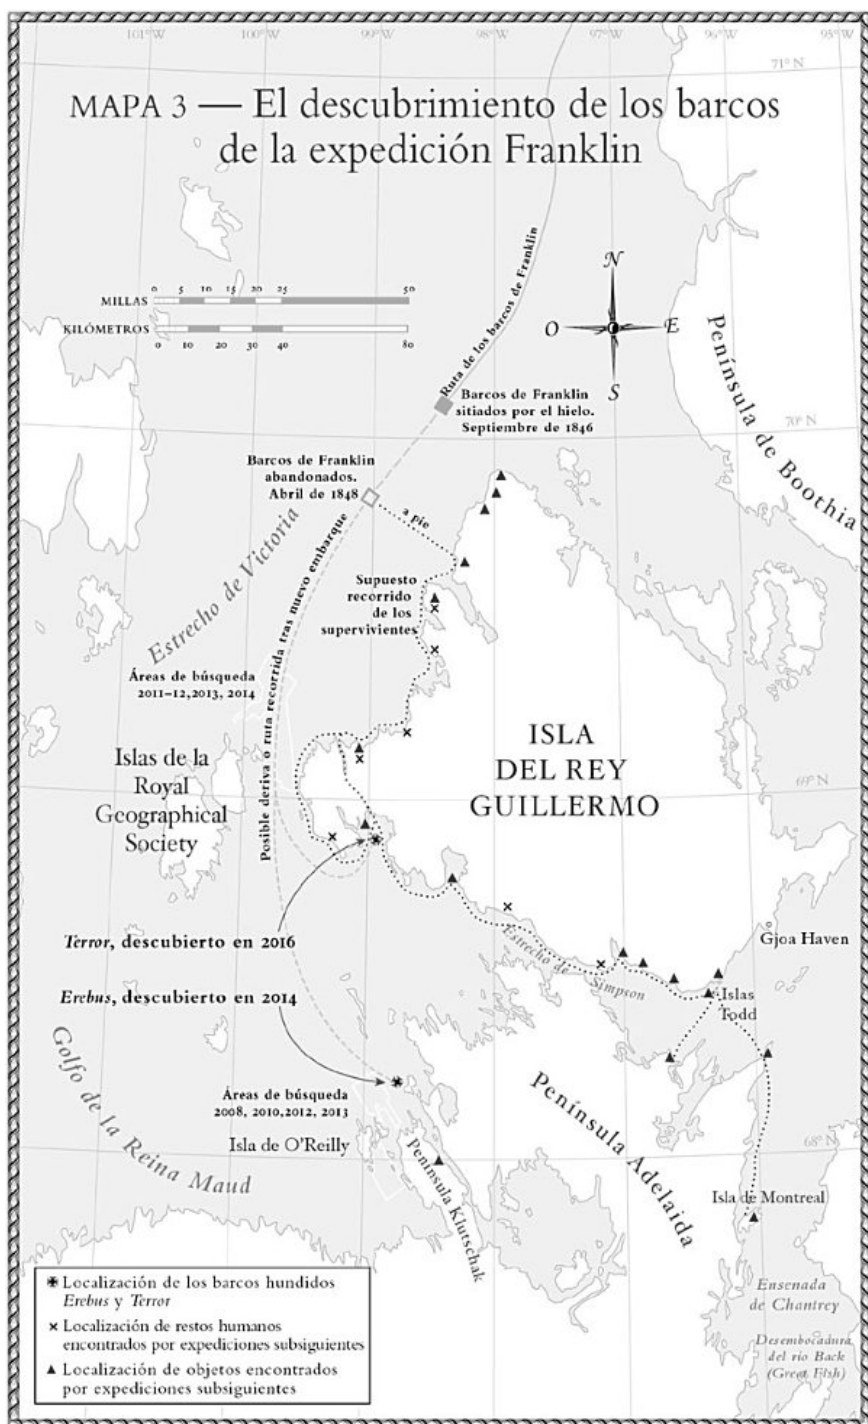 101°W 100°W 99°W 98°W 97°W 96°W 95°W
71° N
MAPA 3 — El descubrimiento de los barcos
de la expedición Franklin
0 5 10 15 20 25 50
MILLAS
KILÓMETROS
0 10 20 30 40 80
N
O E
S
Ruta de los barcos de Franklin
Barcos de Franklin
sitiados por el hielo.
Septiembre de 1846
Península de Boothia
70° N
Barcos de Franklin
abandonados.
Abril de 1848
a pie
Estrecho de Victoria
Posible deriva o ruta recorrida tras nuevo embarque
Supuesto
recorrido
de los
supervivientes
Áreas de búsqueda
2011–12,2013, 2014
Islas de la
Royal
Geographical
Society
ISLA
DEL REY
GUILLERMO
69° N
Terror, descubierto en 2016
Gjoa Haven
Estrecho de
Simpson
Erebus, descubierto en 2014
Islas
Todd
Golfo de la Reina Maud
Áreas de búsqueda
2008, 2010,2012, 2013
Isla de O'Reilly
Península Klutschak
Península Adelaida
68° N
Isla de Montreal
Ensenada
de Chantrey
Desembocadura
del río Back
(Great Fish)
Localización de los barcos hundidos
Erebus y Terror
Localización de restos humanos
encontrados por expediciones subsiguientes
Localización de objetos encontrados
por expediciones subsiguientes